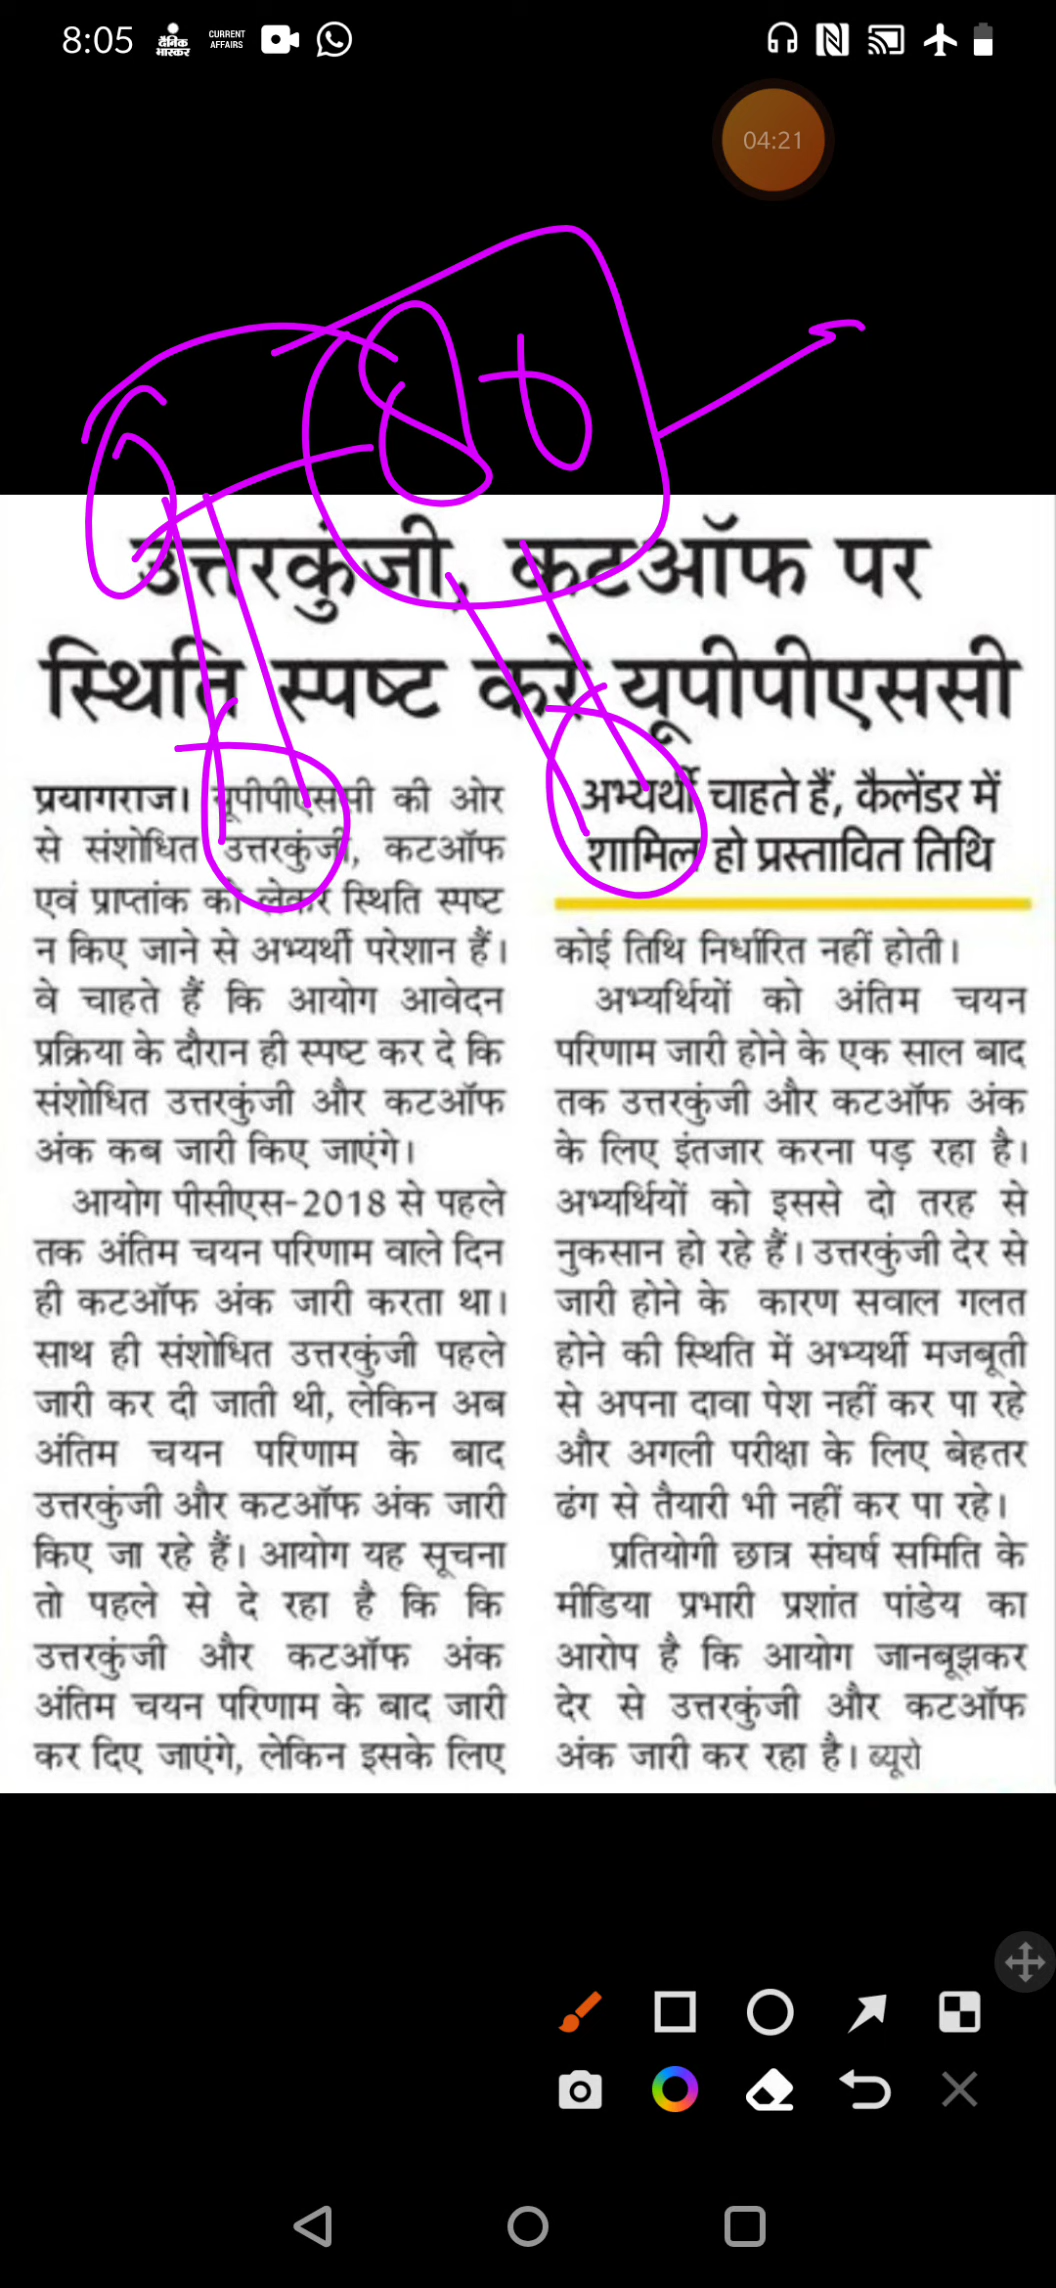 8:05
दैनिक
भास्कर
CURRENT
AFFAIRS
04:21
86
उत्तरकुंजी, कटऑफ पर
स्थिति स्पष्ट करे यूपीपीएससी
प्रयागराज। यूपीपीएससी की ओर
से संशोधित उत्तरकुंजी, कटऑफ
एवं प्राप्तांक को लेकर स्थिति स्पष्ट
न किए जाने से अभ्यर्थी परेशान हैं।
वे चाहते हैं कि आयोग आवेदन
प्रक्रिया के दौरान ही स्पष्ट कर दे कि
संशोधित उत्तरकुंजी और कटऑफ
अंक कब जारी किए जाएंगे।
आयोग पीसीएस-2018 से पहले
तक अंतिम चयन परिणाम वाले दिन
ही कटऑफ अंक जारी करता था।
साथ ही संशोधित उत्तरकुंजी पहले
जारी कर दी जाती थी, लेकिन अब
अंतिम चयन परिणाम के बाद
उत्तरकुंजी और कटऑफ अंक जारी
किए जा रहे हैं। आयोग यह सूचना
तो पहले से दे रहा है कि कि
उत्तरकुंजी और कटऑफ अंक
अंतिम चयन परिणाम के बाद जारी
कर दिए जाएंगे, लेकिन इसके लिए
अभ्यर्थी चाहते हैं, कैलेंडर में
शामिल हो प्रस्तावित तिथि
कोई तिथि निर्धारित नहीं होती।
अभ्यर्थियों को अंतिम चयन
परिणाम जारी होने के एक साल बाद
तक उत्तरकुंजी और कटऑफ अंक
के लिए इंतजार करना पड़ रहा है।
अभ्यर्थियों को इससे दो तरह से
नुकसान हो रहे हैं। उत्तरकुंजी देर से
जारी होने के कारण सवाल गलत
होने की स्थिति में अभ्यर्थी मजबूती
से अपना दावा पेश नहीं कर पा रहे
और अगली परीक्षा के लिए बेहतर
ढंग से तैयारी भी नहीं कर पा रहे।
प्रतियोगी छात्र संघर्ष समिति के
मीडिया प्रभारी प्रशांत पांडेय का
आरोप है कि आयोग जानबूझकर
देर से उत्तरकुंजी और कटऑफ
अंक जारी कर रहा है। ब्यूरो